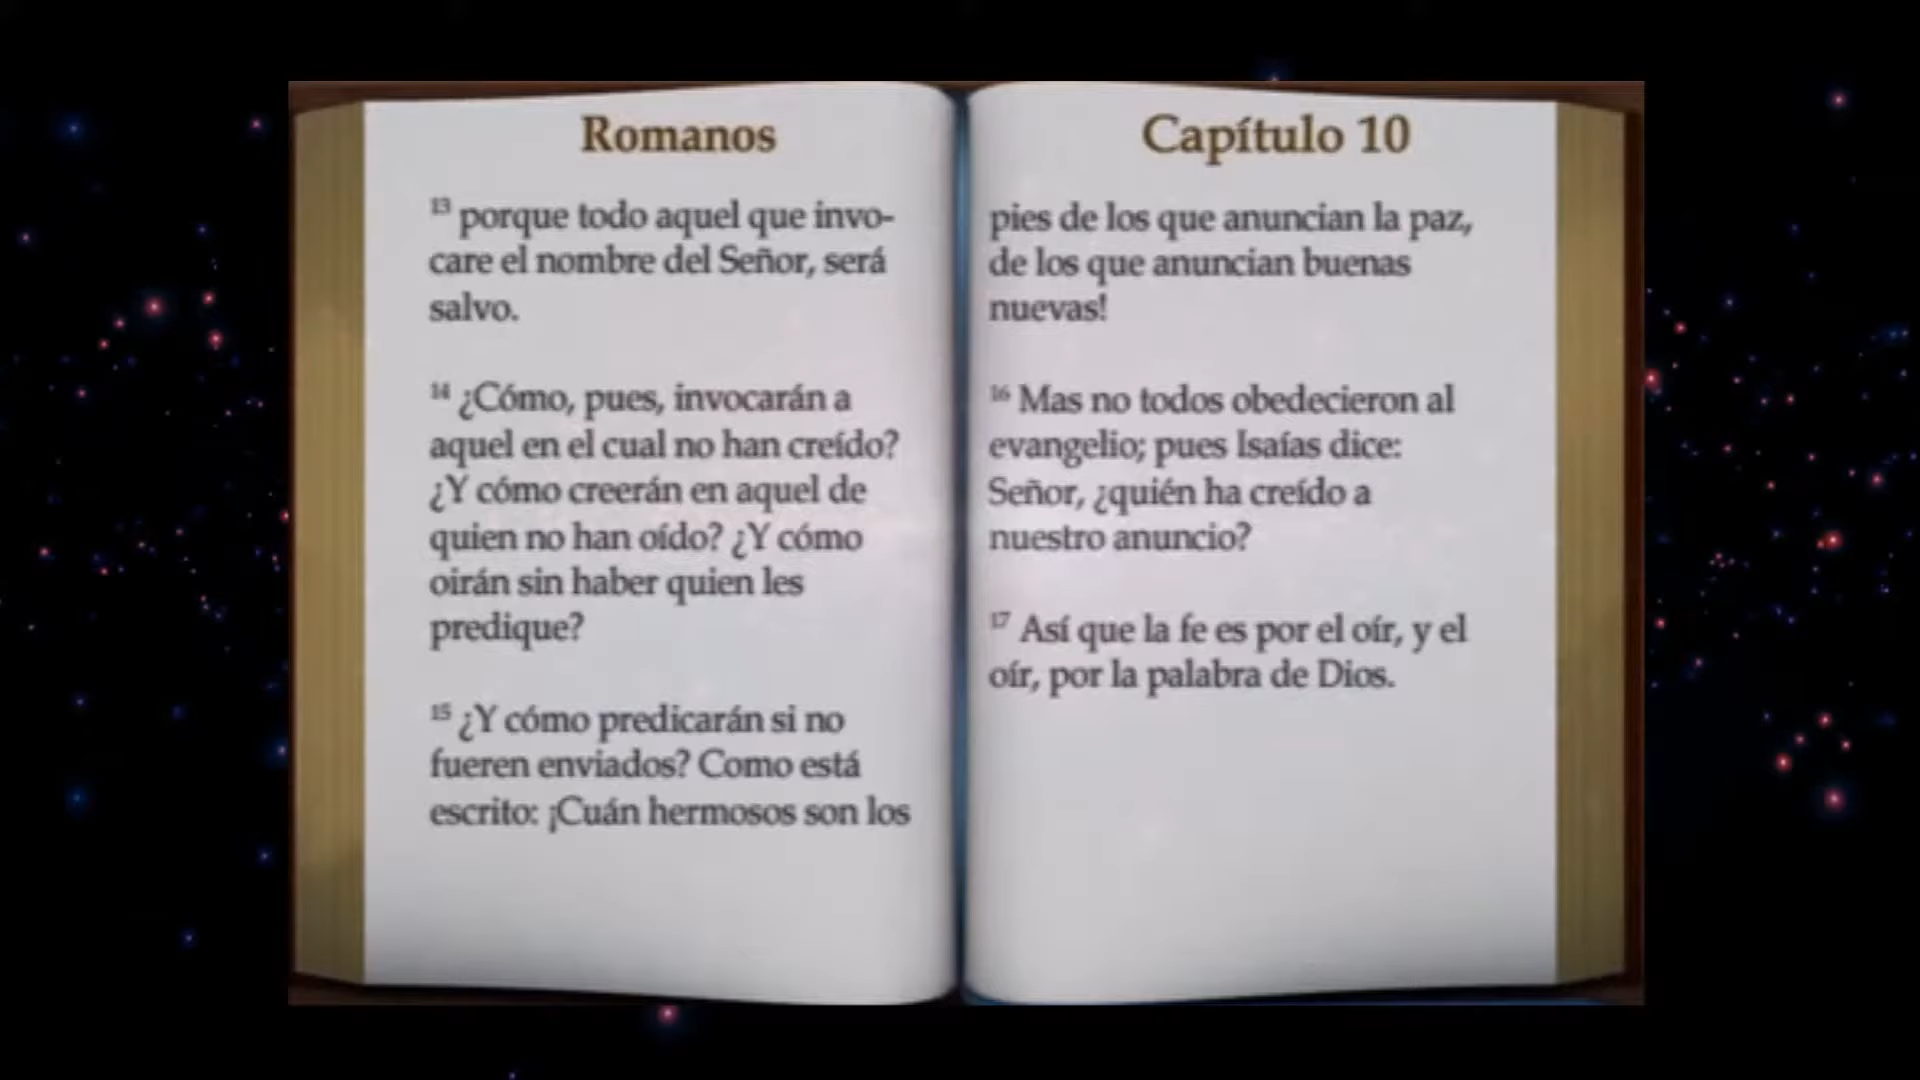 Romanos
13 porque todo aquel que invo-
care el nombre del Señor, será
salvo.
14 ¿Cómo, pues, invocarán a
aquel en el cual no han creído?
¿Y cómo creerán en aquel de
quien no han oído? ¿Y cómo
oirán sin haber quien les
predique?
15 ¿Y cómo predicarán si no
fueren enviados? Como está
escrito: ¡Cuán hermosos son los
Capítulo 10
pies de los que anuncian la paz,
de los que anuncian buenas
nuevas!
16 Mas no todos obedecieron al
evangelio; pues Isaías dice:
Señor, ¿quién ha creído a
nuestro anuncio?
17 Así que la fe es por el oír, y el
oír, por la palabra de Dios.